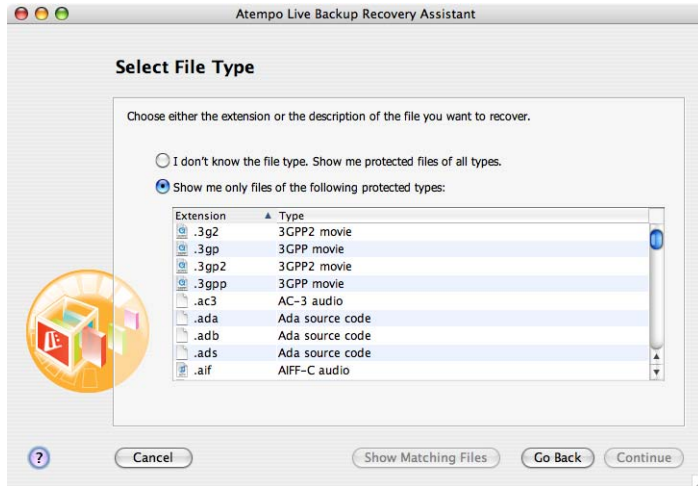 Atempo Live Backup Recovery Assistant
Select File Type
Choose either the extension or the description of the file you want to recover.
I don't know the file type. Show me protected files of all types.
Show me only files of the following protected types:
Extension Type
.3g2 3GPP2 movie
.3gp 3GPP movie
.3gp2 3GPP2 movie
.3gpp 3GPP movie
.ac3 AC-3 audio
.ada Ada source code
.adb Ada source code
.ads Ada source code
.aif AIFF-C audio
? Cancel Show Matching Files Go Back Continue